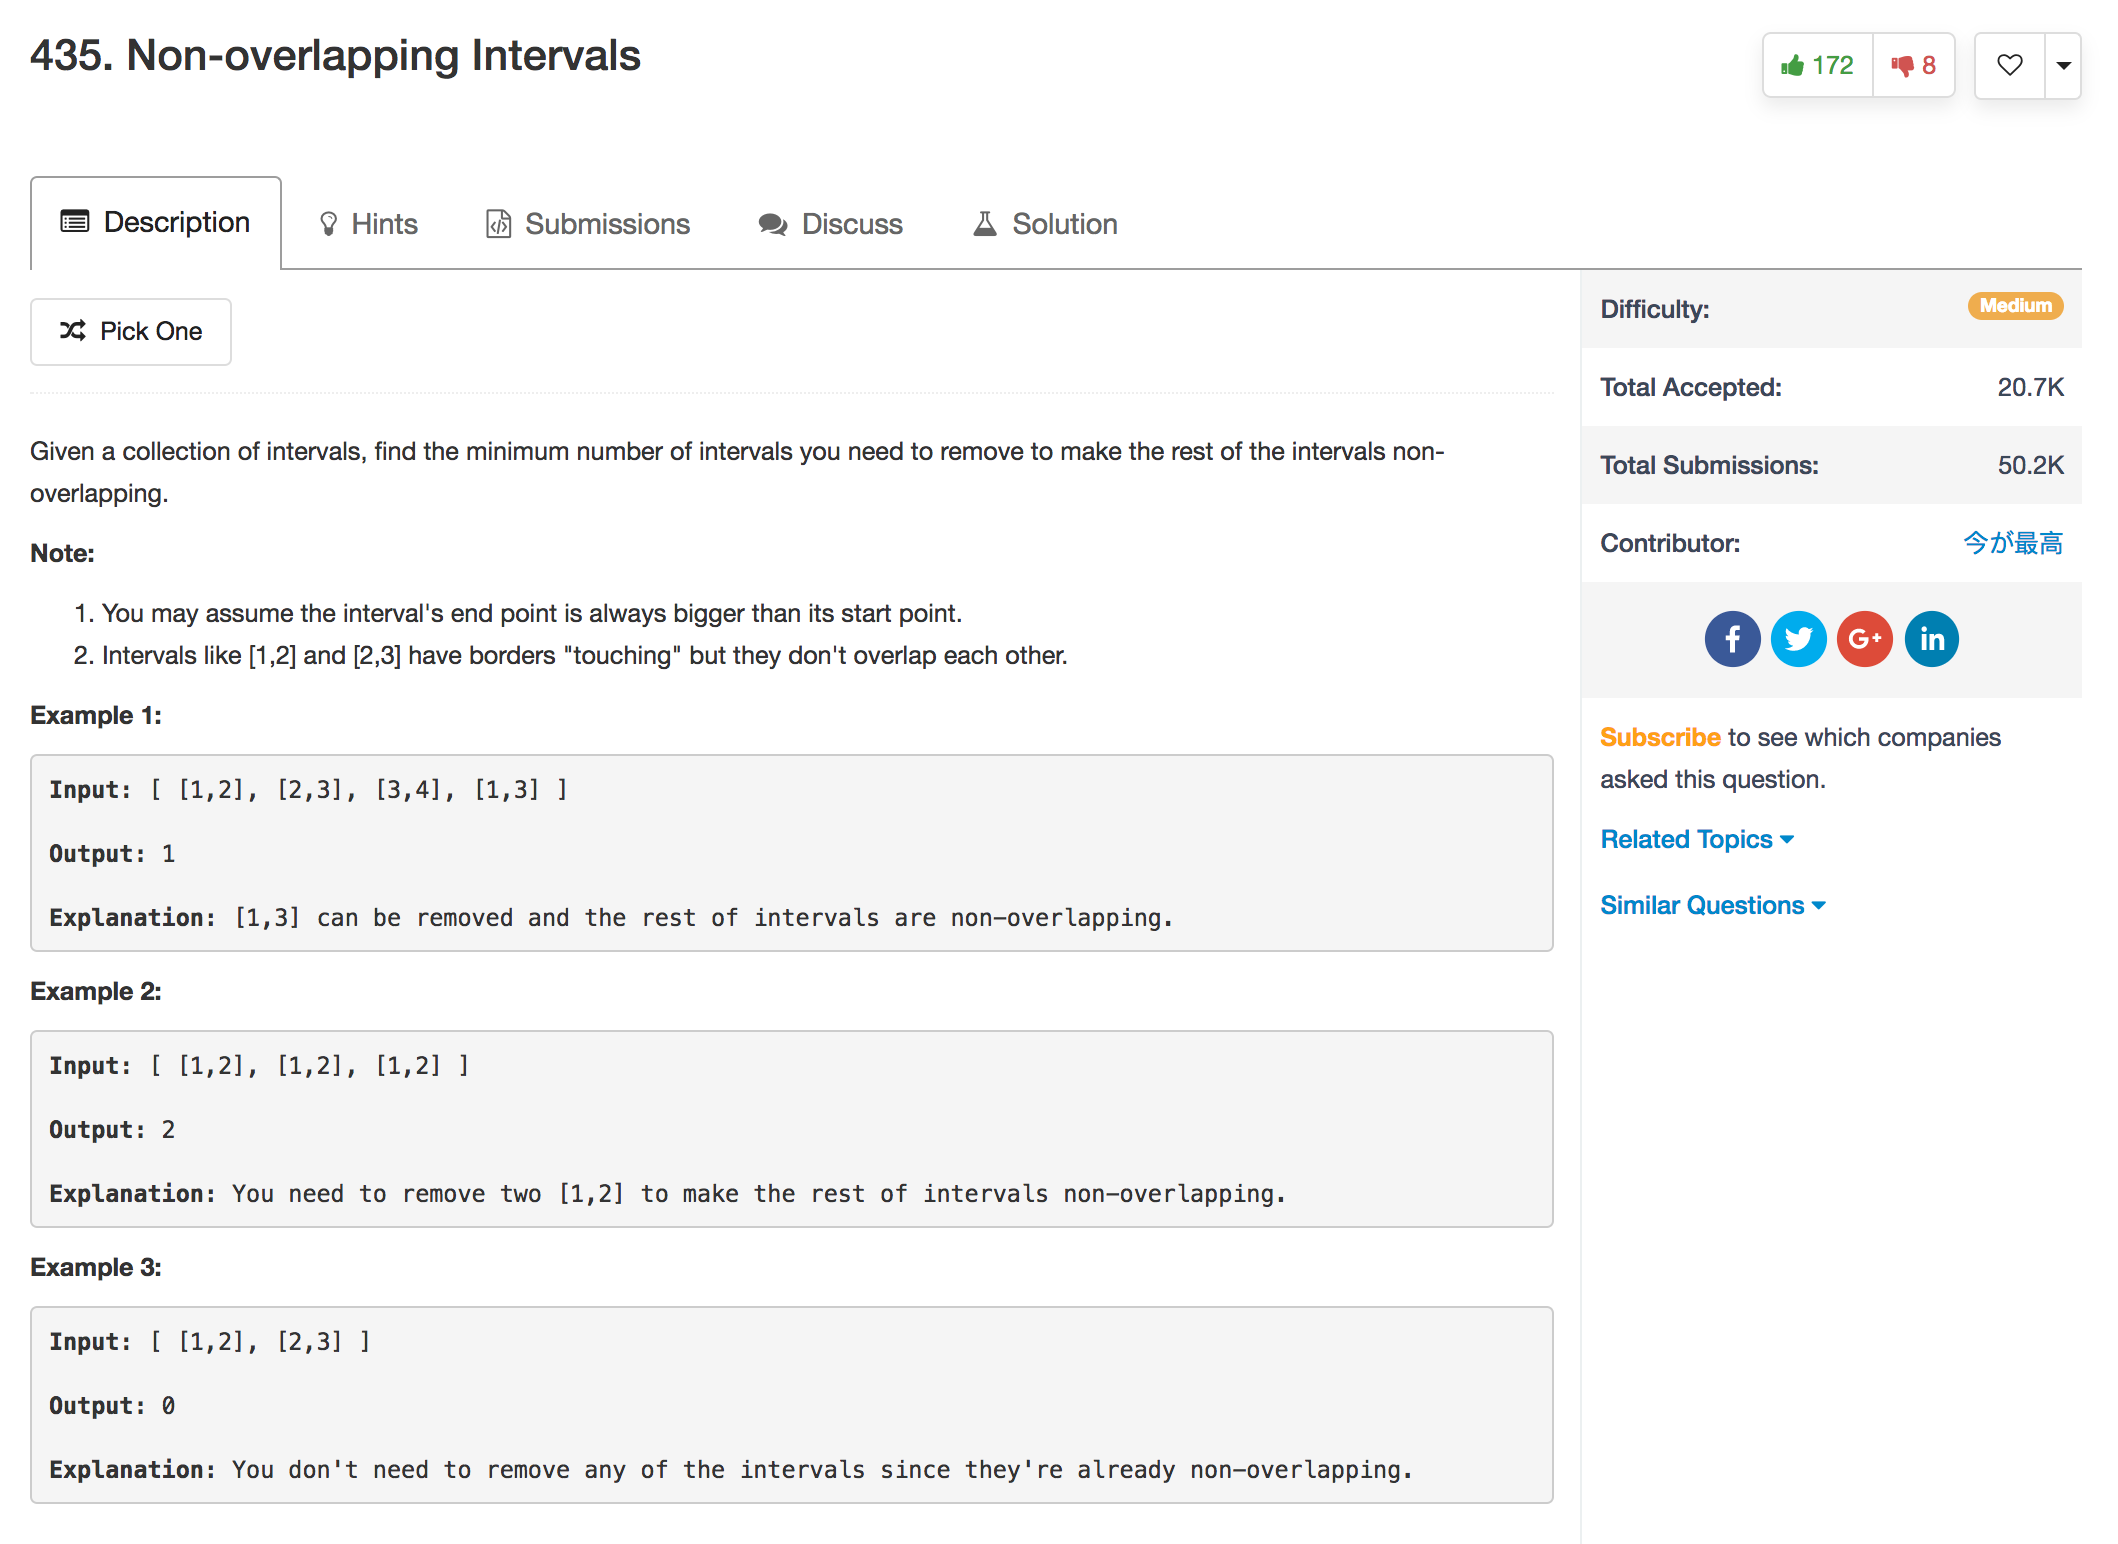 435. Non-overlapping Intervals
172
8
Description
Hints
Submissions
Discuss
Solution
Pick One
Given a collection of intervals, find the minimum number of intervals you need to remove to make the rest of the intervals non-
overlapping.
Note:
1. You may assume the interval's end point is always bigger than its start point.
2. Intervals like [1,2] and [2,3] have borders "touching" but they don't overlap each other.
Example 1:
Input: [ [1,2], [2,3], [3,4], [1,3] ]
Output: 1
Explanation: [1,3] can be removed and the rest of intervals are non-overlapping.
Example 2:
Input: [ [1,2], [1,2], [1,2] ]
Output: 2
Explanation: You need to remove two [1,2] to make the rest of intervals non-overlapping.
Example 3:
Input: [ [1,2], [2,3] ]
Output: 0
Explanation: You don't need to remove any of the intervals since they're already non-overlapping.
Difficulty: Medium
Total Accepted: 20.7K
Total Submissions: 50.2K
Contributor: 今が最高
f
G+
in
Subscribe to see which companies
asked this question.
Related Topics
Similar Questions